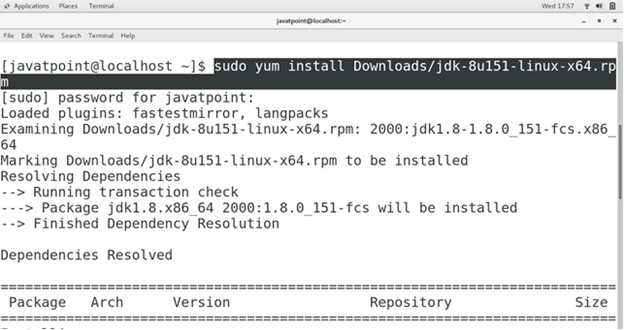 Applications Places Terminal Wed 17:57
javatpoint@localhost:~
File Edit View Search Terminal Help
[javatpoint@localhost ~]$ sudo yum install Downloads/jdk-8u151-linux-x64.rp
m
[sudo] password for javatpoint:
Loaded plugins: fastestmirror, langpacks
Examining Downloads/jdk-8u151-linux-x64.rpm: 2000:jdk1.8-1.8.0_151-fcs.x86_
64
Marking Downloads/jdk-8u151-linux-x64.rpm to be installed
Resolving Dependencies
--> Running transaction check
---> Package jdk1.8.x86_64 2000:1.8.0_151-fcs will be installed
--> Finished Dependency Resolution
Dependencies Resolved
================================================================================
Package Arch Version Repository Size
================================================================================